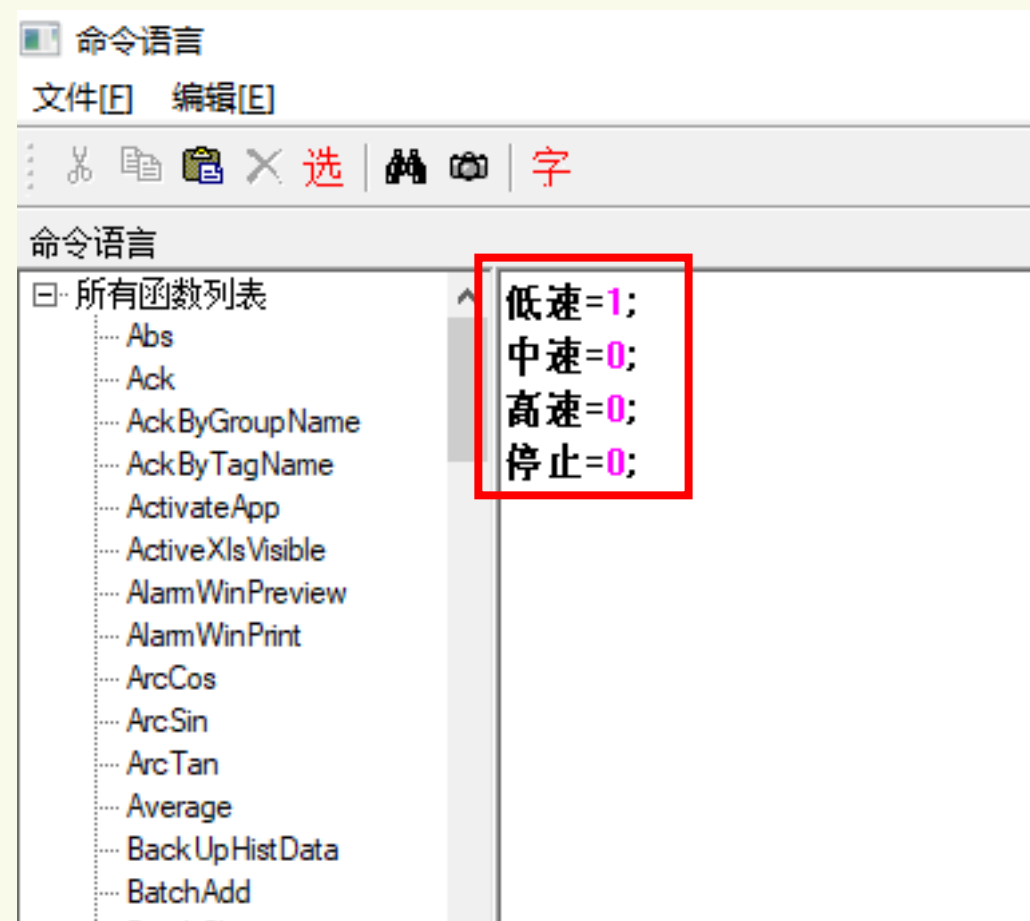 命令语言
文件[F] 编辑[E]
选 字
命令语言
所有函数列表
Abs
Ack
AckByGroupName
AckByTagName
ActivateApp
ActiveXIsVisible
AlarmWinPreview
AlarmWinPrint
ArcCos
ArcSin
ArcTan
Average
BackUpHistData
BatchAdd
低速=1;
中速=0;
高速=0;
停止=0;